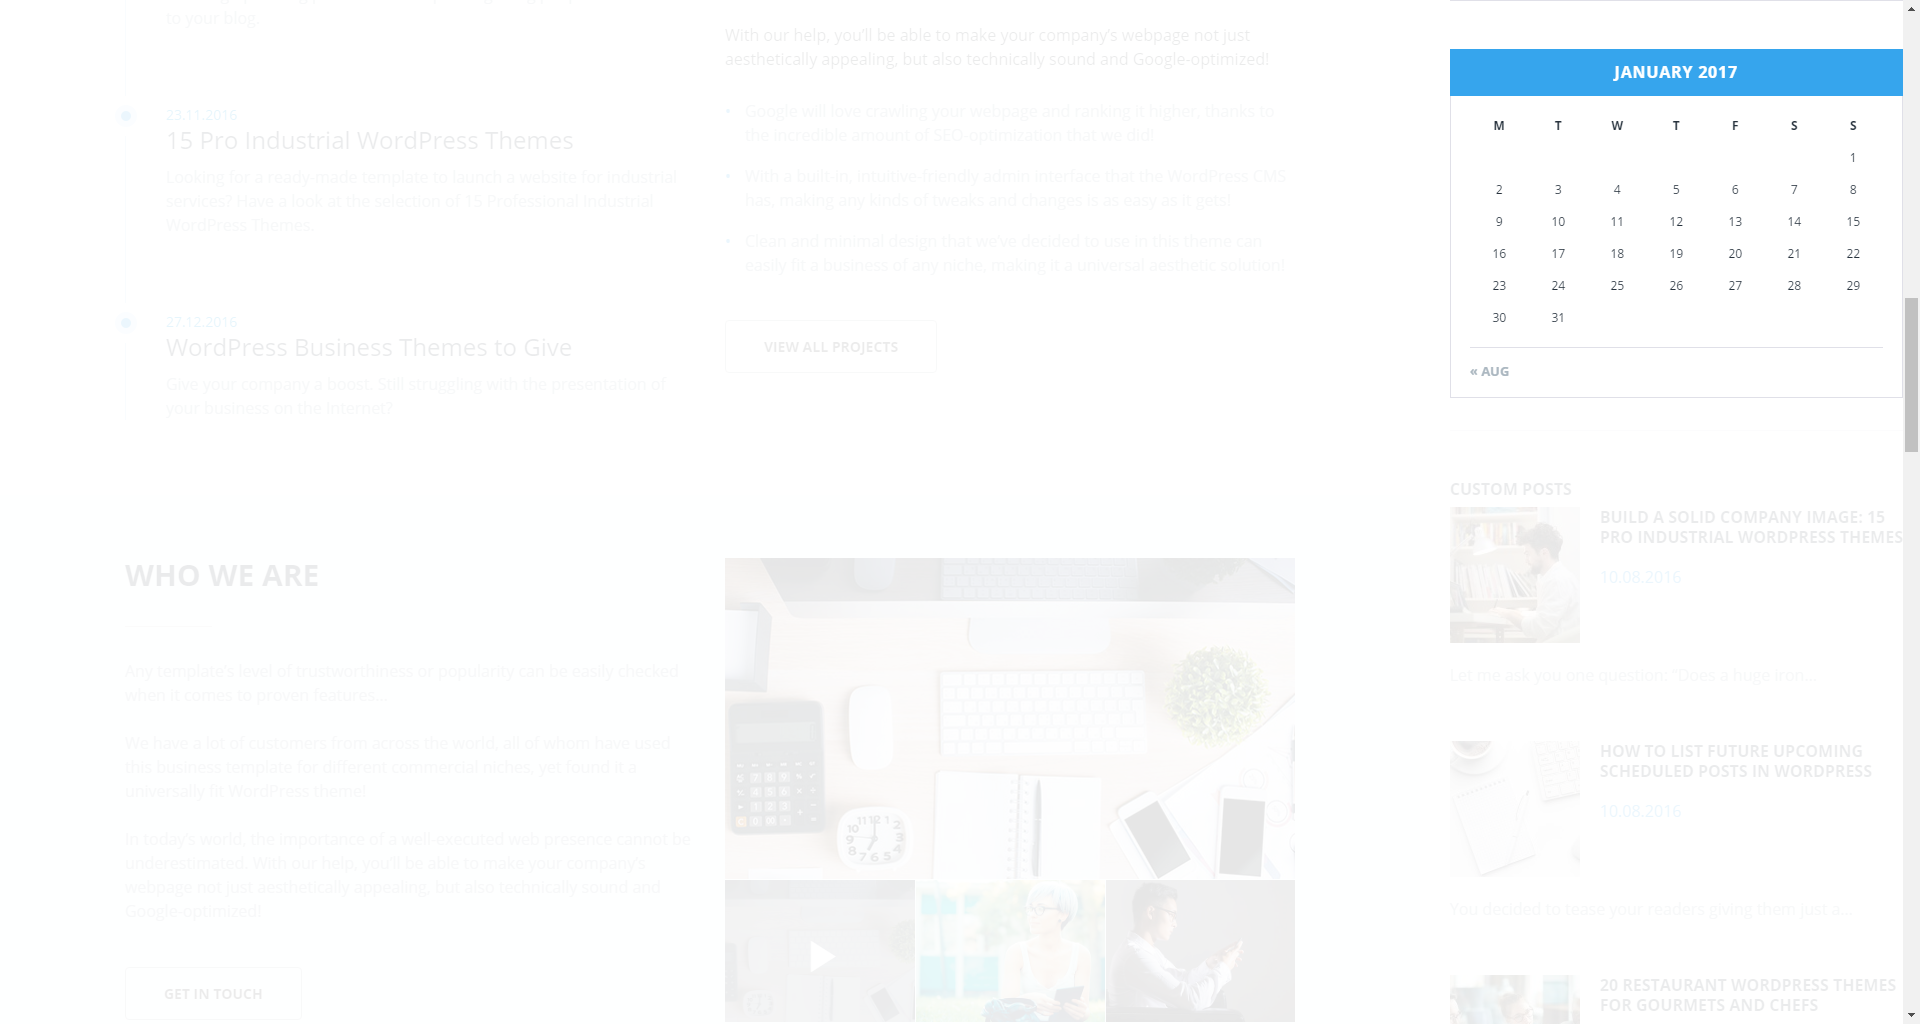 to your blog.
23.11.2016
15 Pro Industrial WordPress Themes
Looking for a ready-made template to launch a website for industrial
services? Have a look at the selection of 15 Professional Industrial
WordPress Themes.
27.12.2016
WordPress Business Themes to Give
Give your company a boost. Still struggling with the presentation of
your business on the Internet?
With our help, you'll be able to make your company's webpage not just
aesthetically appealing, but also technically sound and Google-optimized!
• Google will love crawling your webpage and ranking it higher, thanks to
the incredible amount of SEO-optimization that we did!
• With a built-in, intuitive-friendly admin interface that the WordPress CMS
has, making any kinds of tweaks and changes is as easy as it gets!
• Clean and minimal design that we've decided to use in this theme can
easily fit a business of any niche, making it a universal aesthetic solution!
VIEW ALL PROJECTS
WHO WE ARE
Any template's level of trustworthiness or popularity can be easily checked
when it comes to proven features...
We have a lot of customers from across the world, all of whom have used
this business template for different commercial niches, yet found it a
universally fit WordPress theme!
In today's world, the importance of a well-executed web presence cannot be
underestimated. With our help, you'll be able to make your company's
webpage not just aesthetically appealing, but also technically sound and
Google-optimized!
GET IN TOUCH
JANUARY 2017
M T W T F S S
1
2 3 4 5 6 7 8
9 10 11 12 13 14 15
16 17 18 19 20 21 22
23 24 25 26 27 28 29
30 31
« AUG
CUSTOM POSTS
BUILD A SOLID COMPANY IMAGE: 15
PRO INDUSTRIAL WORDPRESS THEMES
10.08.2016
Let me ask you one question: "Does a huge iron...
HOW TO LIST FUTURE UPCOMING
SCHEDULED POSTS IN WORDPRESS
10.08.2016
You decided to tease your readers giving them just a...
20 RESTAURANT WORDPRESS THEMES
FOR GOURMETS AND CHEFS